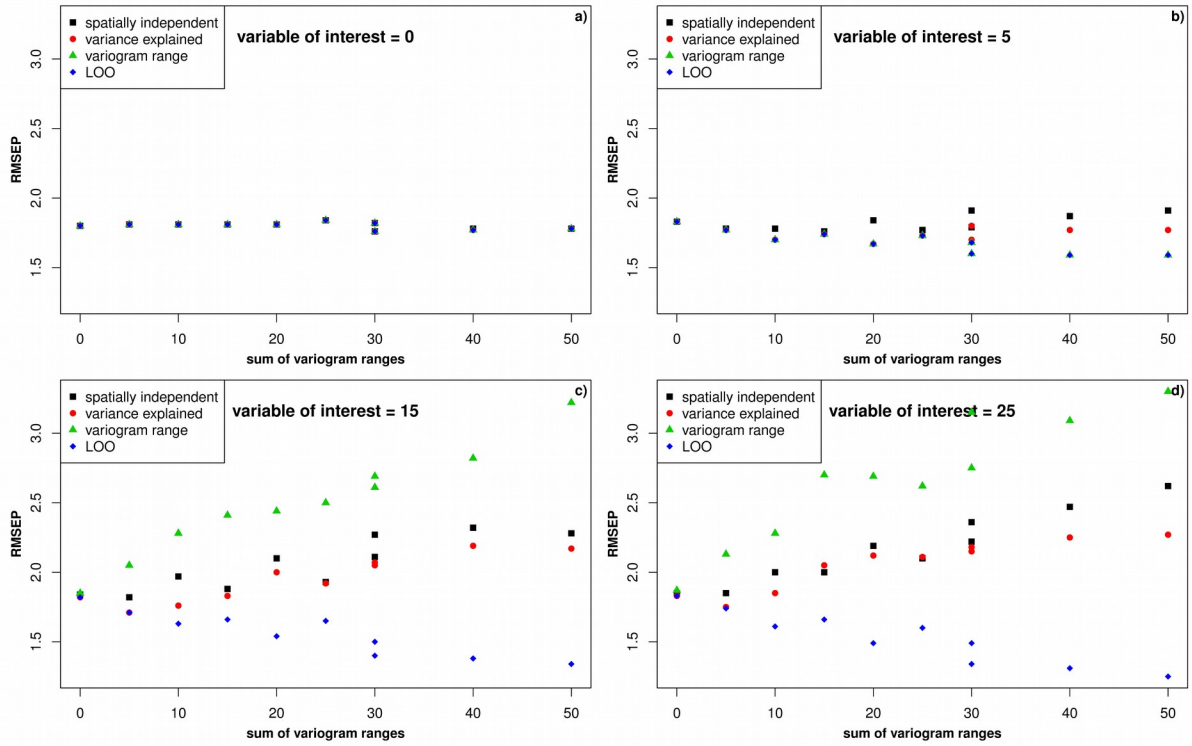 a)
spatially independent
variance explained
variogram range
LOO
variable of interest = 0
RMSEP
3.0
2.5
2.0
1.5
0 10 20 30 40 50
sum of variogram ranges
b)
spatially independent
variance explained
variogram range
LOO
variable of interest = 5
RMSEP
3.0
2.5
2.0
1.5
0 10 20 30 40 50
sum of variogram ranges
c)
spatially independent
variance explained
variogram range
LOO
variable of interest = 15
RMSEP
3.0
2.5
2.0
1.5
0 10 20 30 40 50
sum of variogram ranges
d)
spatially independent
variance explained
variogram range
LOO
variable of interest = 25
RMSEP
3.0
2.5
2.0
1.5
0 10 20 30 40 50
sum of variogram ranges